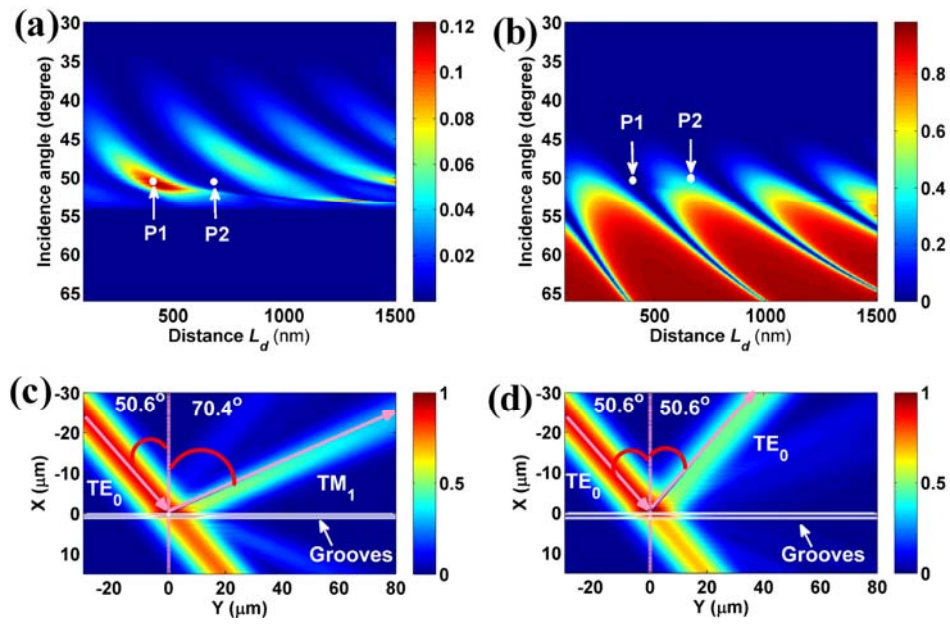 (a)
30
35
40
45
50
55
60
65
Incidence angle (degree)
P1
P2
500
1000
1500
Distance L_d (nm)
0.12
0.1
0.08
0.06
0.04
0.02
(b)
30
35
40
45
50
55
60
65
Incidence angle (degree)
P1
P2
500
1000
1500
Distance L_d (nm)
0.8
0.6
0.4
0.2
0
(c)
-30
-20
-10
0
10
X (μm)
50.6°
70.4°
TE0
TM1
Grooves
-20
0
20
40
60
80
Y (μm)
1
0.5
0
(d)
-30
-20
-10
0
10
X (μm)
50.6°
50.6°
TE0
TE0
Grooves
-20
0
20
40
60
80
Y (μm)
1
0.5
0